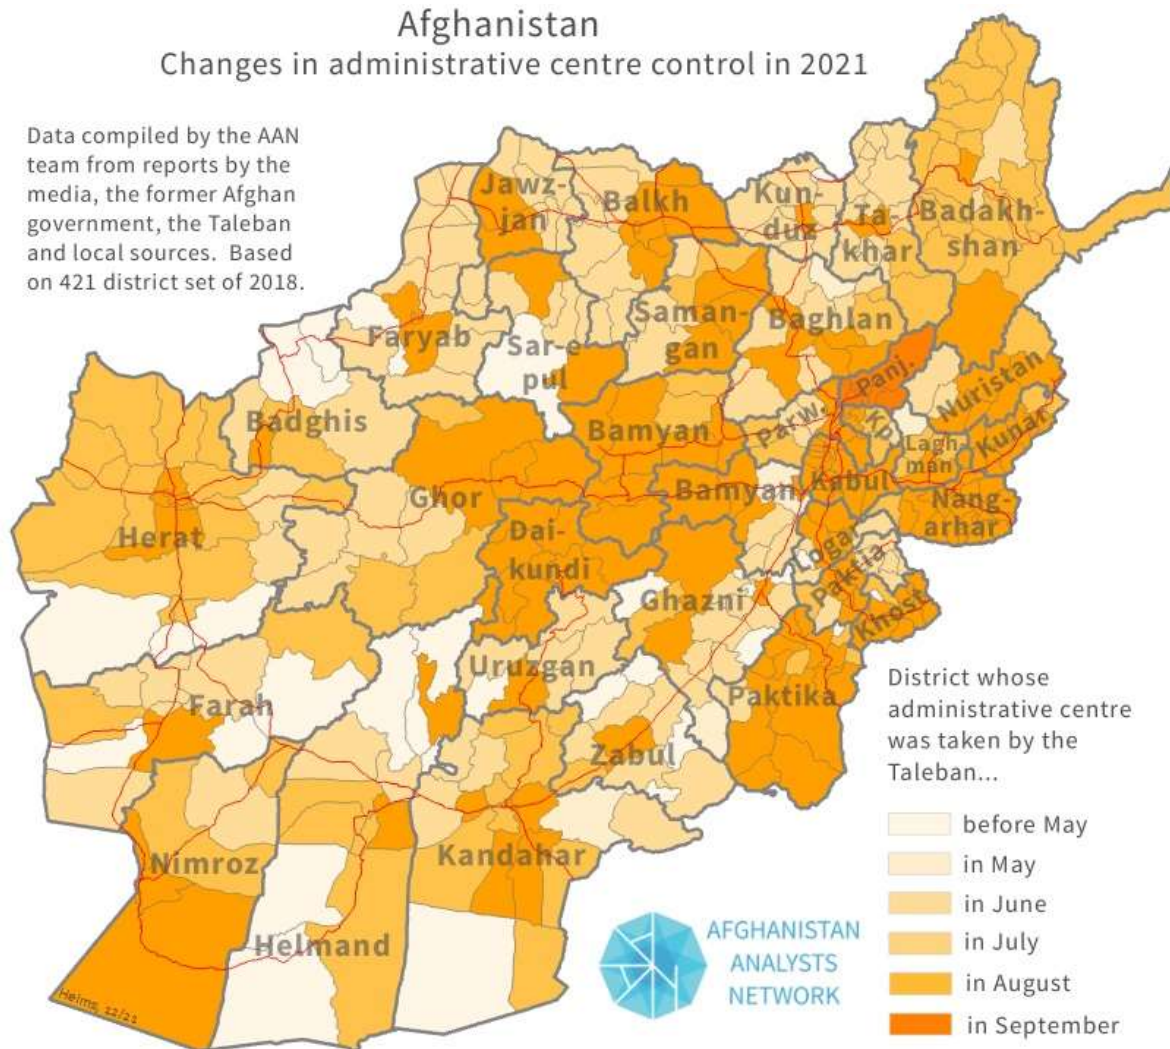 Afghanistan
Changes in administrative centre control in 2021
Data compiled by the AAN
team from reports by the
media, the former Afghan
government, the Taleban
and local sources. Based
on 421 district set of 2018.
Jawz-
jan
Balkh
Kun-
duz
Ta-
khar
Badakh-
shan
Faryab
Sar-e
pul
Saman-
gan
Baghlan
Panj.
Nuristan
Badghis
Bamyan
Parw.
Kp.
Lagh
man
Kunar
Herat
Ghor
Bamyan
Kabul
Nang-
arhar
Dai-
kundi
Logar
Paktia
Khost
Ghazni
Uruzgan
Farah
Zabul
Paktika
Nimroz
Kandahar
Helmand
Helms, 12/21
District whose
administrative centre
was taken by the
Taleban...
before May
in May
in June
in July
in August
in September
AFGHANISTAN
ANALYSTS
NETWORK